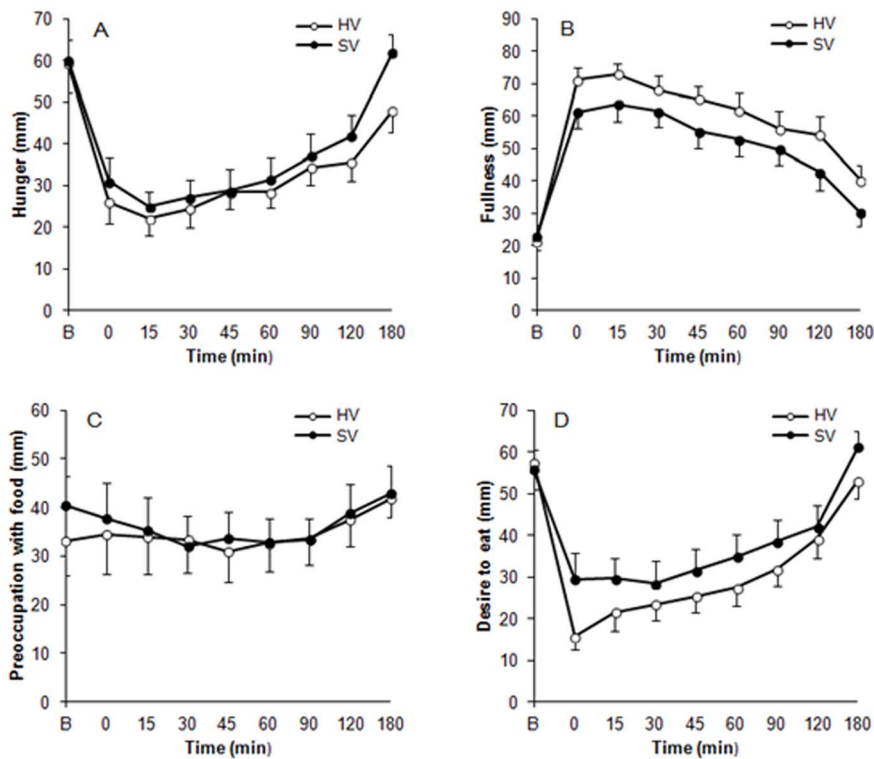 A
HV
SV
Hunger (mm)
70
60
50
40
30
20
10
0
B 0 15 30 45 60 90 120 180
Time (min)
B
HV
SV
Fullness (mm)
90
80
70
60
50
40
30
20
10
0
B 0 15 30 45 60 90 120 180
Time (min)
C
HV
SV
Preoccupation with food (mm)
60
50
40
30
20
10
0
B 0 15 30 45 60 90 120 180
Time (min)
D
HV
SV
Desire to eat (mm)
70
60
50
40
30
20
10
0
B 0 15 30 45 60 90 120 180
Time (min)